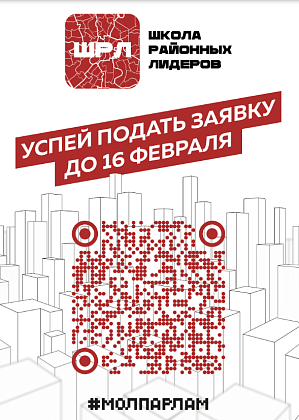 ШРЛ
ШКОЛА
РАЙОННЫХ
ЛИДЕРОВ
УСПЕЙ ПОДАТЬ ЗАЯВКУ
ДО 16 ФЕВРАЛЯ
#МОЛПАРЛАМ